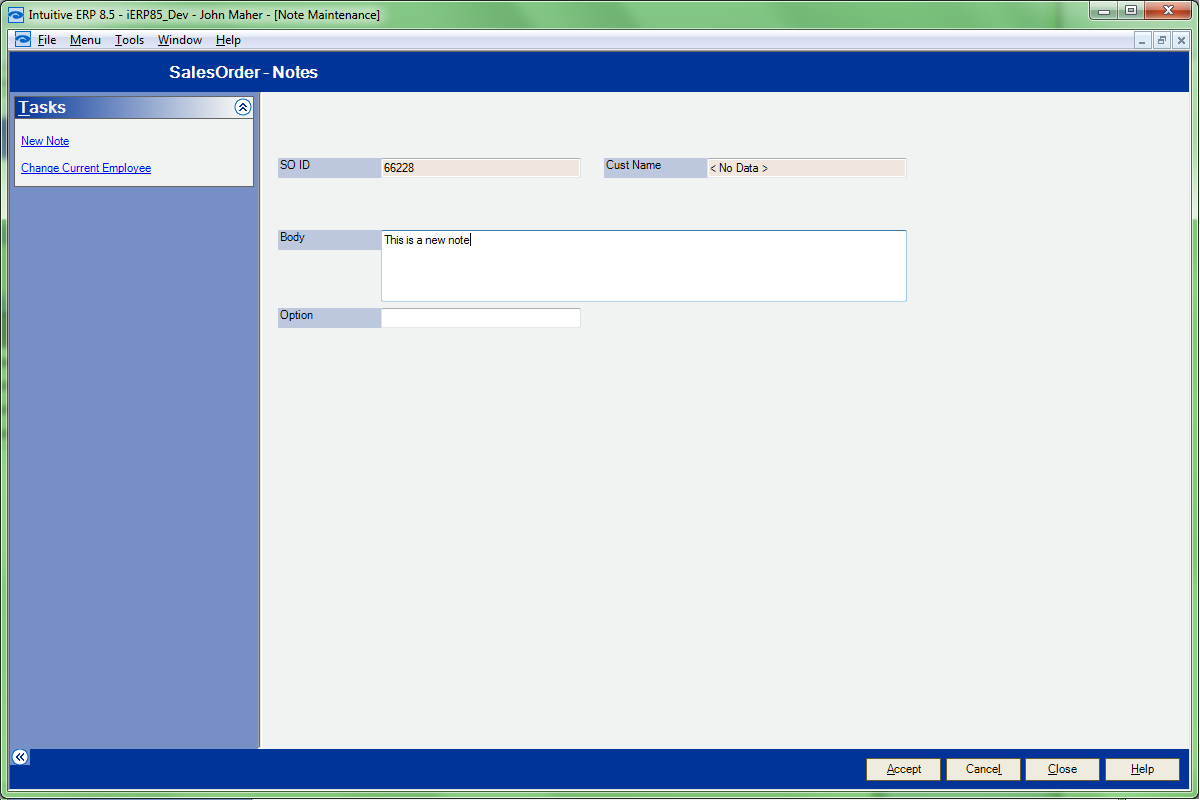 Intuitive ERP 8.5 - iERP85_Dev - John Maher - [Note Maintenance]
File Menu Tools Window Help
SalesOrder - Notes
Tasks
New Note
Change Current Employee
SO ID 66228 Cust Name < No Data >
Body This is a new note
Option
Accept Cancel Close Help